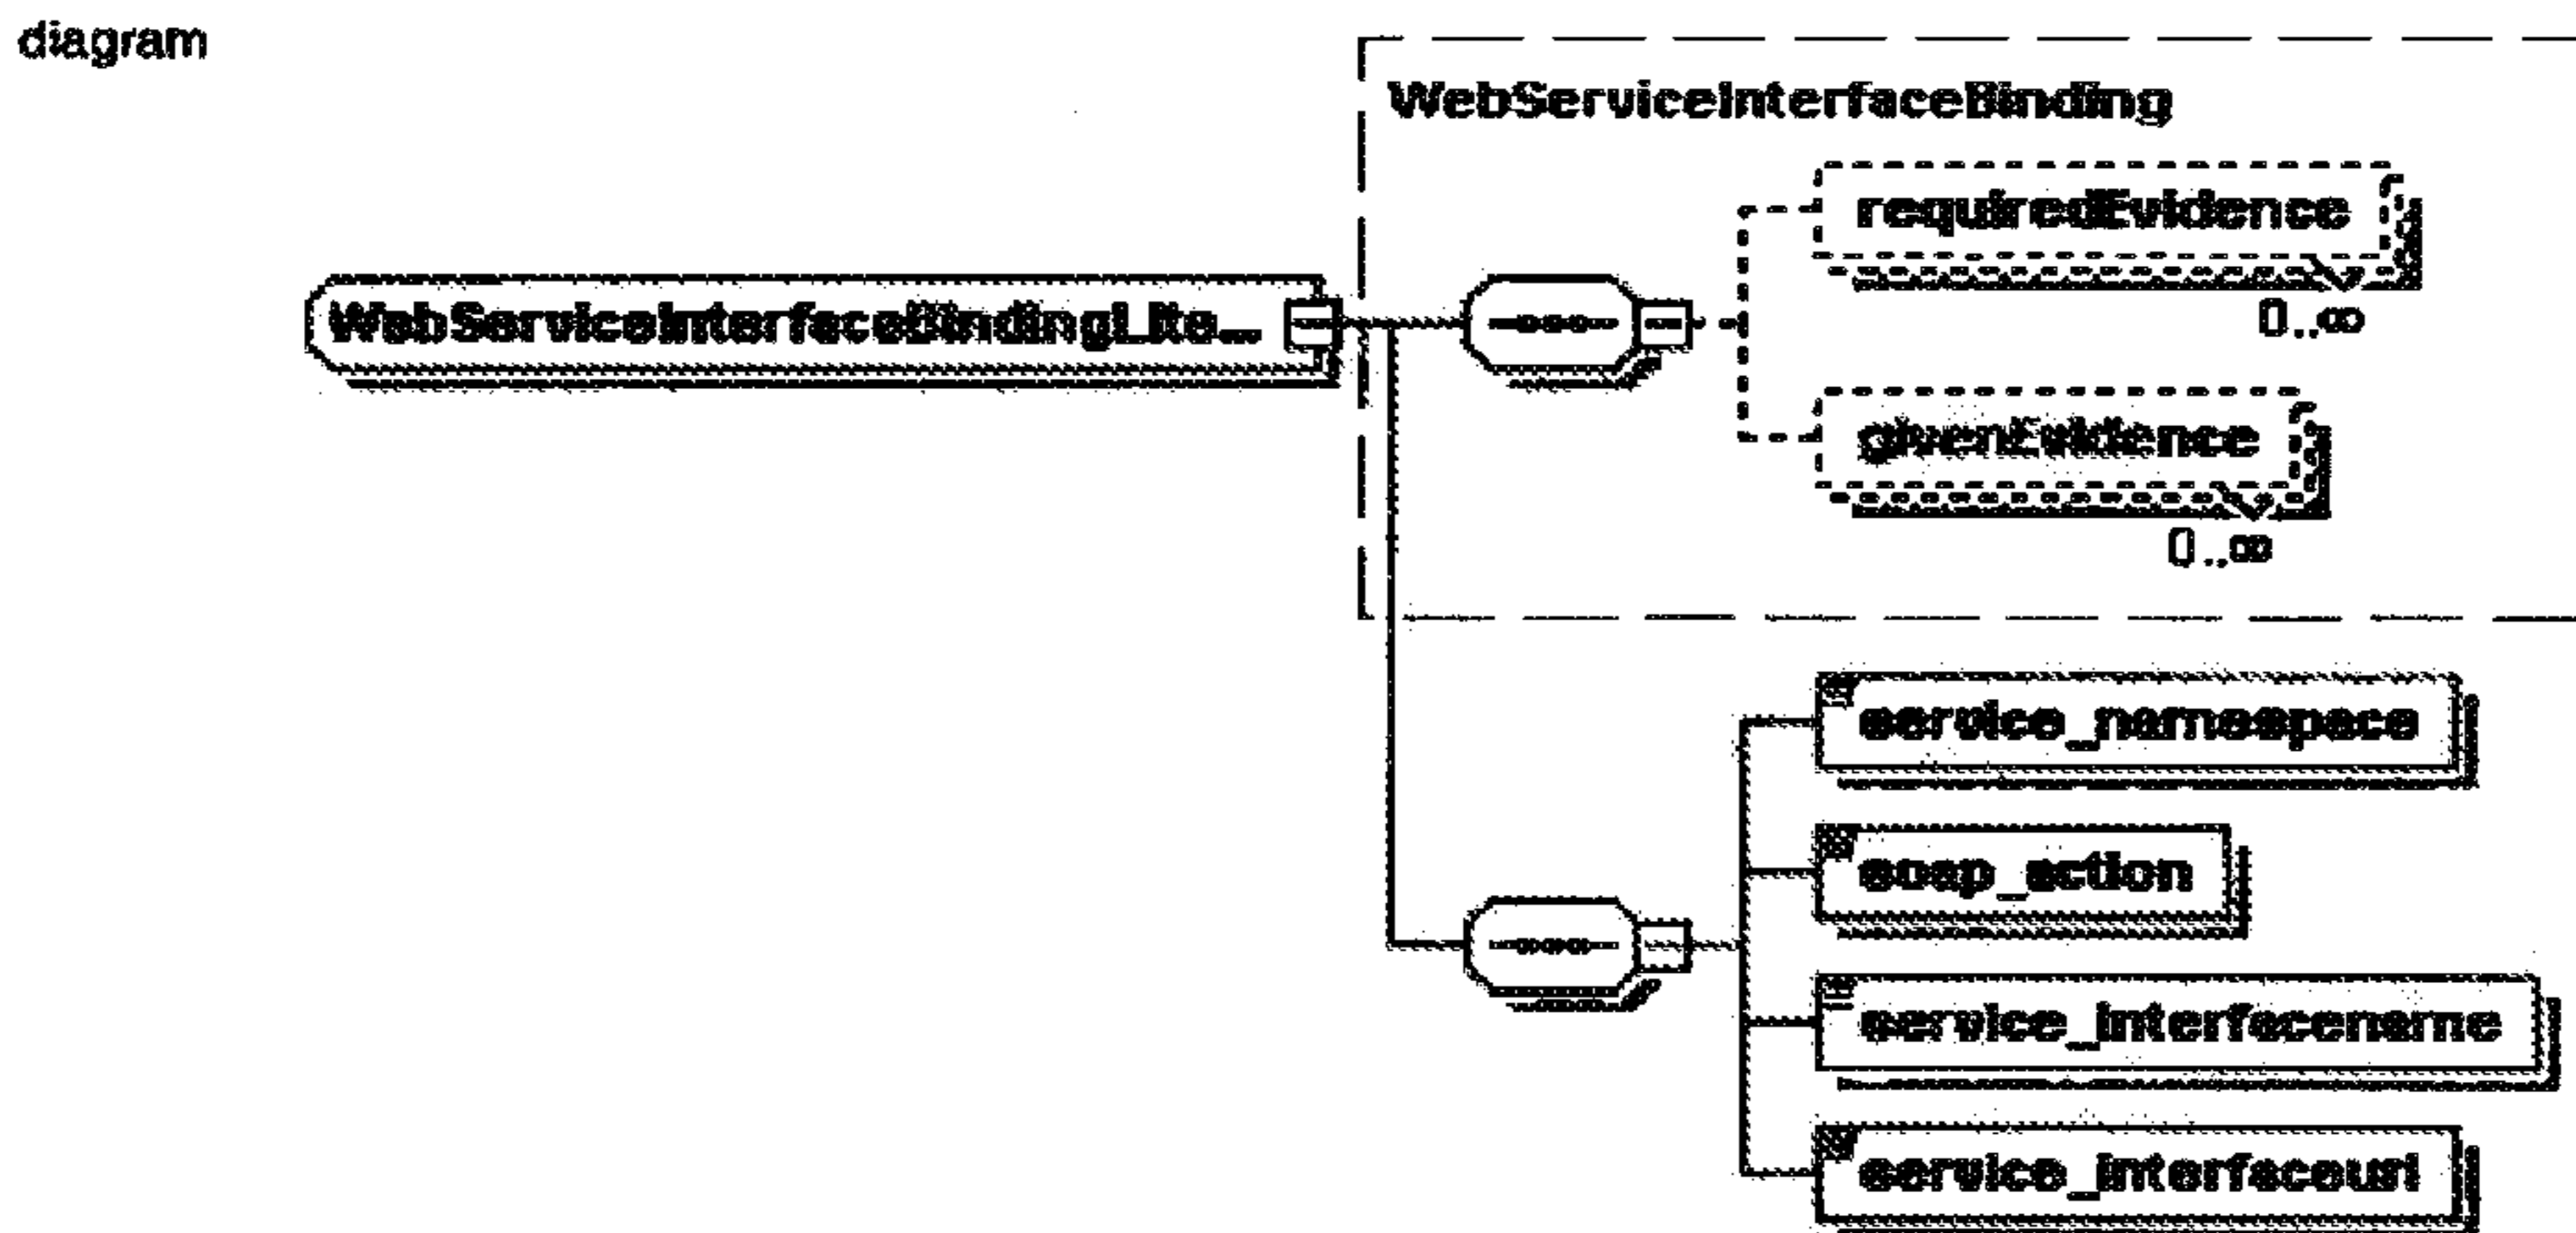 diagram
WebServiceInterfaceBinding
requiredEvidence
0..∞
WebServiceInterfaceBindingLite...
givenEvidence
0..∞
service_namespace
soap_action
service_interfacename
service_interfaceurl